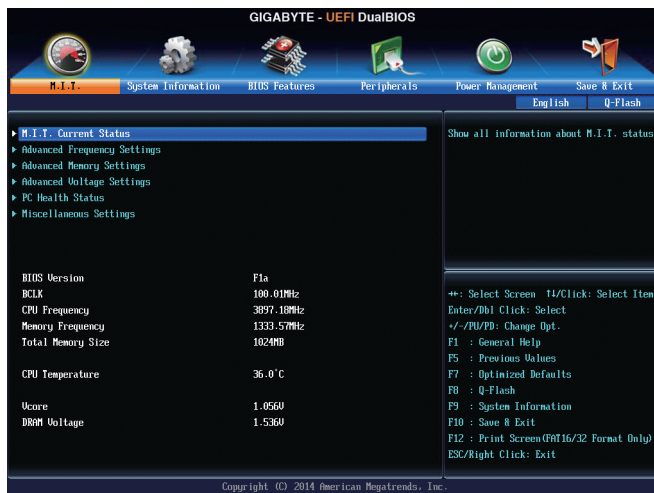 GIGABYTE - UEFI DualBIOS
M.I.T. System Information BIOS Features Peripherals Power Management Save & Exit
English Q-Flash
M.I.T. Current Status
Advanced Frequency Settings
Advanced Memory Settings
Advanced Voltage Settings
PC Health Status
Miscellaneous Settings
Show all information about M.I.T. status
BIOS Version F1a
BCLK 100.01MHz
CPU Frequency 3897.18MHz
Memory Frequency 1333.57MHz
Total Memory Size 1024MB
CPU Temperature 36.0°C
Vcore 1.056V
DRAM Voltage 1.536V
→←: Select Screen ↑↓/Click: Select Item
Enter/Dbl Click: Select
+/-/PU/PD: Change Opt.
F1 : General Help
F5 : Previous Values
F7 : Optimized Defaults
F8 : Q-Flash
F9 : System Information
F10 : Save & Exit
F12 : Print Screen(FAT16/32 Format Only)
ESC/Right Click: Exit
Copyright (C) 2014 American Megatrends, Inc.